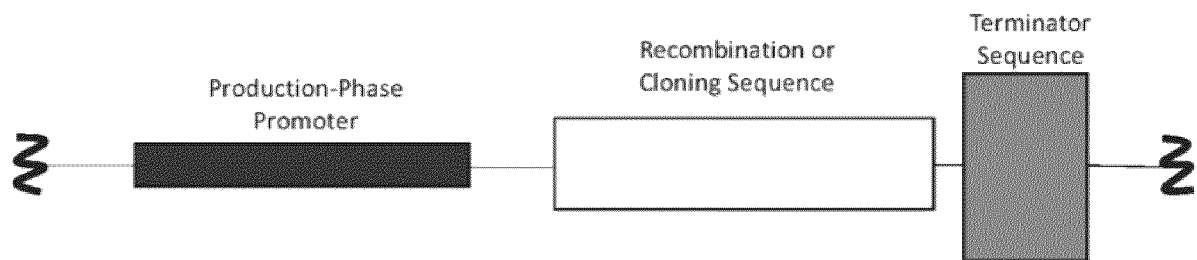 Production-Phase
Promoter
Recombination or
Cloning Sequence
Terminator
Sequence